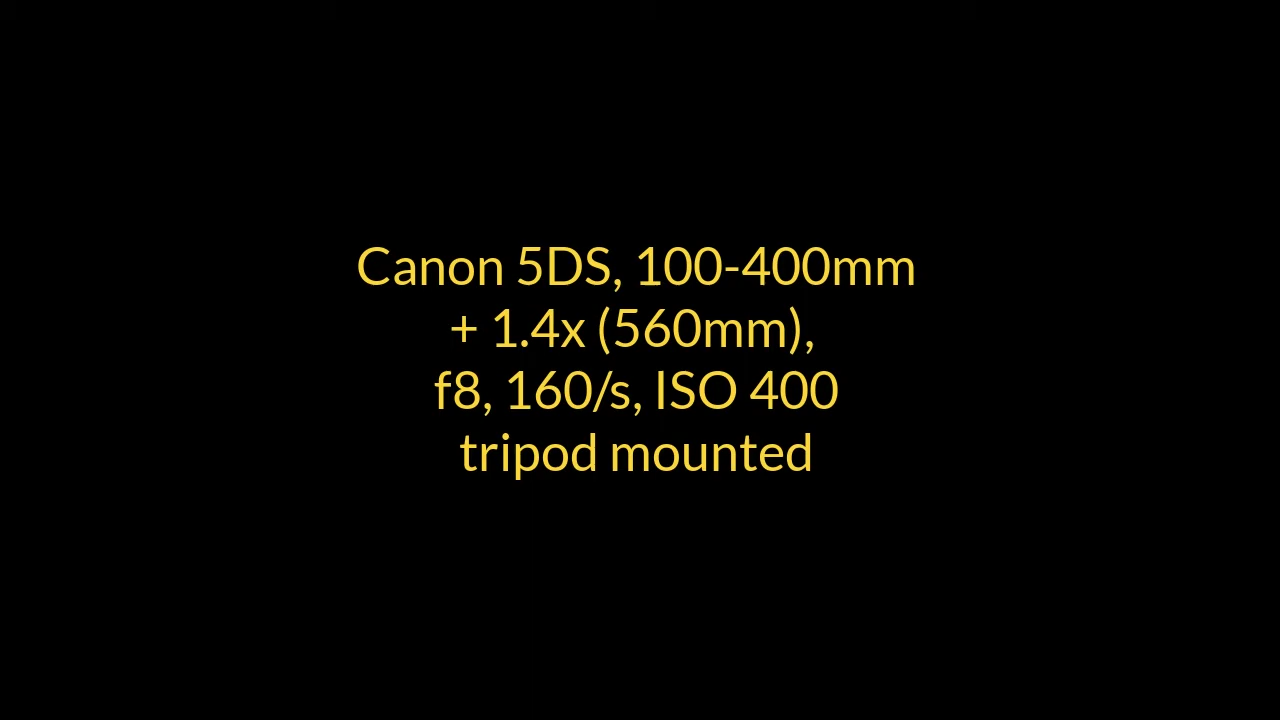 Canon 5DS, 100-400mm
+ 1.4x (560mm),
f8, 160/s, ISO 400
tripod mounted